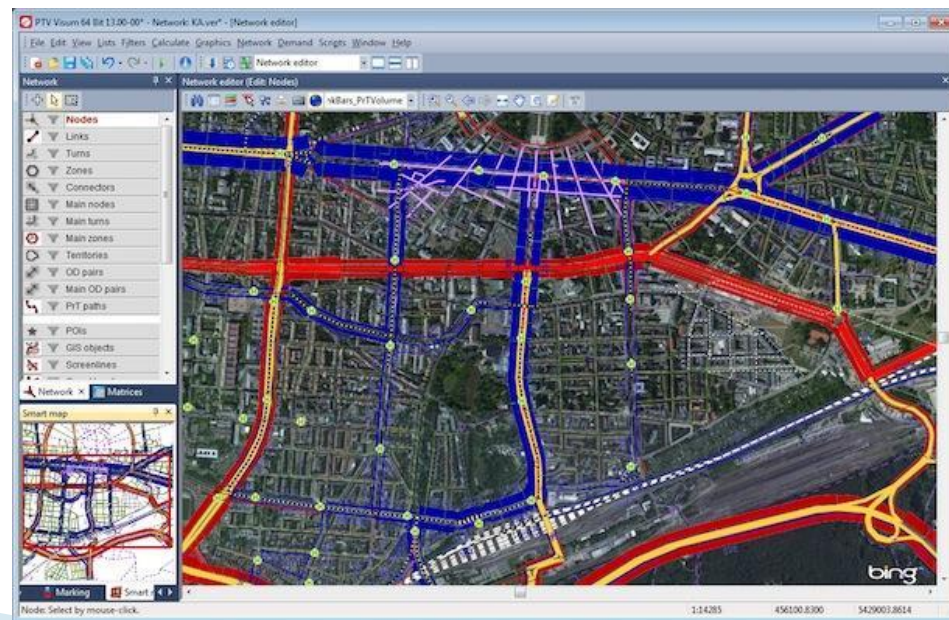 PTV Visum 64 Bit 13.00-00* - Network: KA.ver* - [Network editor]
File Edit View Lists Filters Calculate Graphics Network Demand Scripts Window Help
Network editor
Network
Network editor (Edit: Nodes)
nkBars_PrTVolume
Nodes
Links
Turns
Zones
Connectors
Main nodes
Main turns
Main zones
Territories
OD pairs
Main OD pairs
PrT paths
POIs
GIS objects
Screenlines
Network
Matrices
Smart map
bing
Marking
Smart
Node: Select by mouse-click.
1:14285
456100.8300
5429003.8614